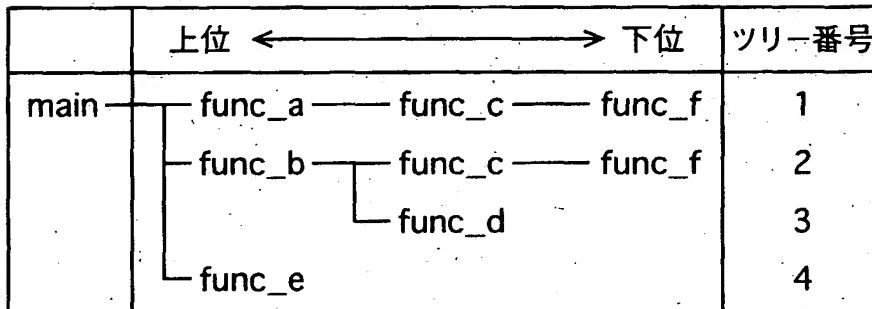 上位 ←→ 下位 ツリー番号
main func_a func_c func_f 1
func_b func_c func_f 2
func_d 3
func_e 4